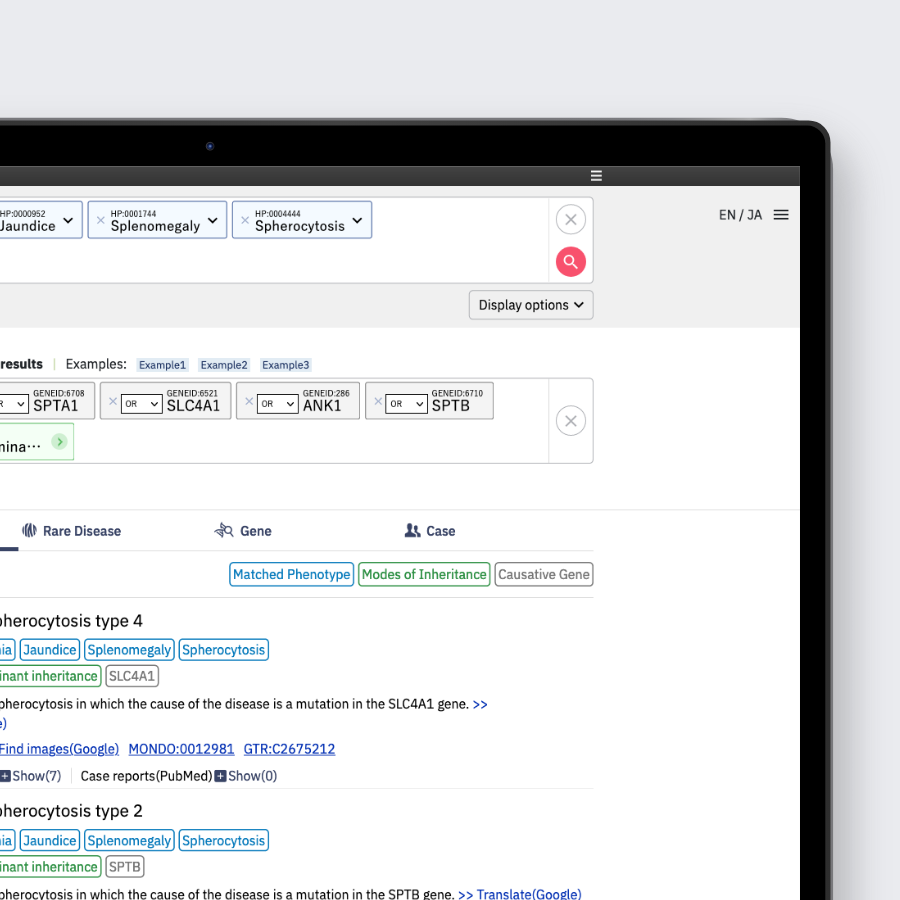 HP:0000952 HP:0001744 HP:0004444
Jaundice Splenomegaly Spherocytosis
EN / JA
Display options
results | Examples: Example1 Example2 Example3
GENEID:6708 GENEID:6521 GENEID:286 GENEID:6710
SPTA1 OR SLC4A1 OR ANK1 OR SPTB
mina…
Rare Disease Gene Case
Matched Phenotype Modes of Inheritance Causative Gene
pherocytosis type 4
ia Jaundice Splenomegaly Spherocytosis
inant inheritance SLC4A1
pherocytosis in which the cause of the disease is a mutation in the SLC4A1 gene. >>
e)
Find images(Google) MONDO:0012981 GTR:C2675212
Show(7) Case reports(PubMed) Show(0)
pherocytosis type 2
ia Jaundice Splenomegaly Spherocytosis
inant inheritance SPTB
pherocytosis in which the cause of the disease is a mutation in the SPTB gene. >> Translate(Google)